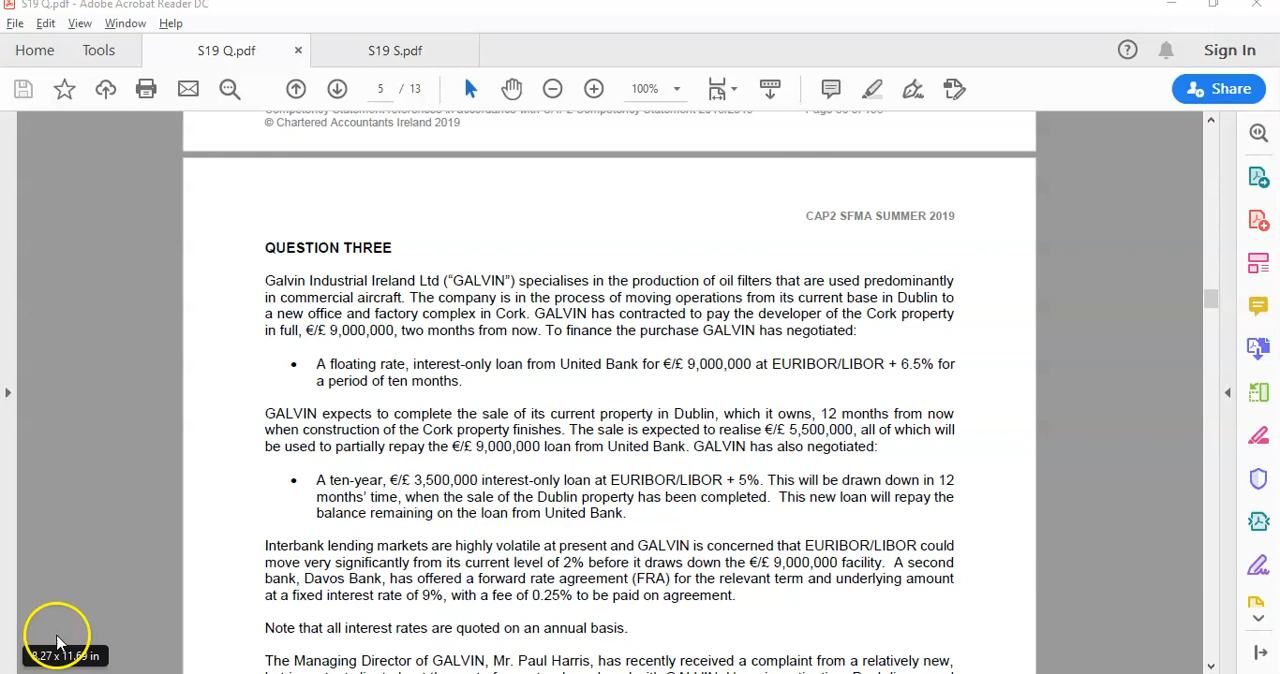 S19 Q.pdf - Adobe Acrobat Reader DC
File Edit View Window Help
Home Tools S19 Q.pdf × S19 S.pdf Sign In
5 / 13 100% Share
Competency Statement references in accordance with CAP2 Competency Statement
© Chartered Accountants Ireland 2019
CAP2 SFMA SUMMER 2019
QUESTION THREE
Galvin Industrial Ireland Ltd (“GALVIN”) specialises in the production of oil filters that are used predominantly
in commercial aircraft. The company is in the process of moving operations from its current base in Dublin to
a new office and factory complex in Cork. GALVIN has contracted to pay the developer of the Cork property
in full, €/£ 9,000,000, two months from now. To finance the purchase GALVIN has negotiated:
• A floating rate, interest-only loan from United Bank for €/£ 9,000,000 at EURIBOR/LIBOR + 6.5% for
a period of ten months.
GALVIN expects to complete the sale of its current property in Dublin, which it owns, 12 months from now
when construction of the Cork property finishes. The sale is expected to realise €/£ 5,500,000, all of which will
be used to partially repay the €/£ 9,000,000 loan from United Bank. GALVIN has also negotiated:
• A ten-year, €/£ 3,500,000 interest-only loan at EURIBOR/LIBOR + 5%. This will be drawn down in 12
months’ time, when the sale of the Dublin property has been completed. This new loan will repay the
balance remaining on the loan from United Bank.
Interbank lending markets are highly volatile at present and GALVIN is concerned that EURIBOR/LIBOR could
move very significantly from its current level of 2% before it draws down the €/£ 9,000,000 facility. A second
bank, Davos Bank, has offered a forward rate agreement (FRA) for the relevant term and underlying amount
at a fixed interest rate of 9%, with a fee of 0.25% to be paid on agreement.
Note that all interest rates are quoted on an annual basis.
The Managing Director of GALVIN, Mr. Paul Harris, has recently received a complaint from a relatively new,
8.27 x 11.69 in